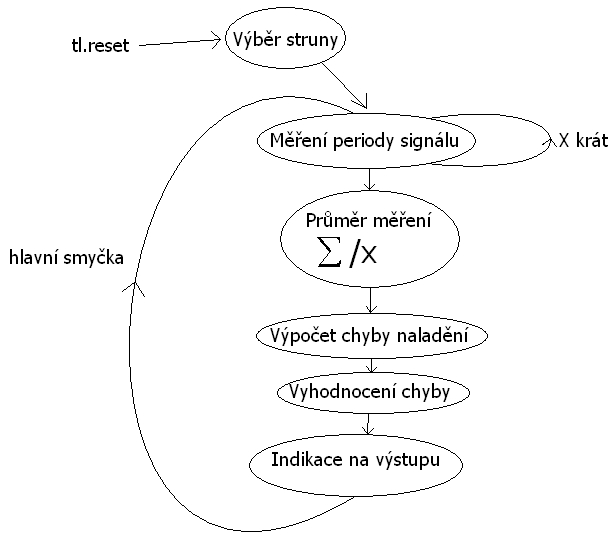 tl.reset
Výběr struny
Měření periody signálu
X krát
Průměr měření
∑ /x
hlavní smyčka
Výpočet chyby naladění
Vyhodnocení chyby
Indikace na výstupu